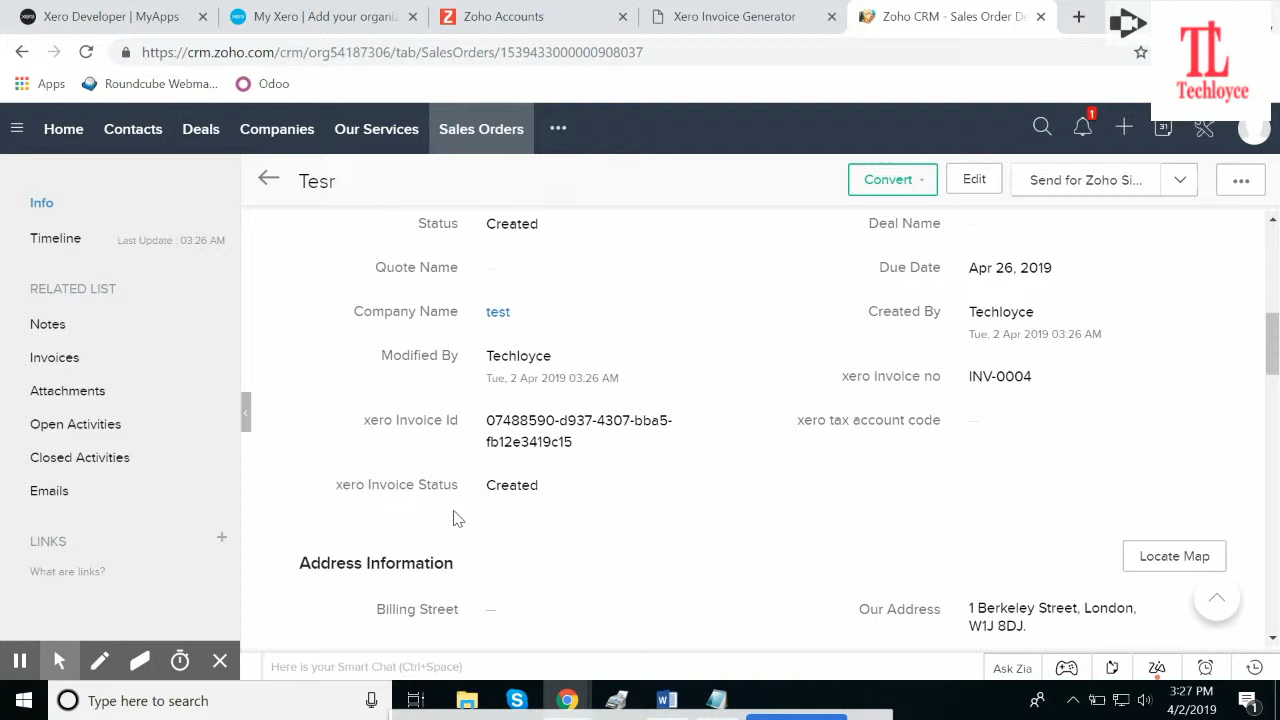 Xero Developer | MyApps
My Xero | Add your organiz
Zoho Accounts
Xero Invoice Generator
Zoho CRM - Sales Order De
https://crm.zoho.com/crm/org54187306/tab/SalesOrders/1539433000000908037
Apps
Roundcube Webma...
Odoo
TL
Techloyce
Home
Contacts
Deals
Companies
Our Services
Sales Orders
1
31
Tesr
Convert
Edit
Send for Zoho Si...
Info
Timeline
Last Update : 03:26 AM
RELATED LIST
Notes
Invoices
Attachments
Open Activities
Closed Activities
Emails
LINKS
What are links?
Status
Created
Deal Name
Quote Name
Due Date
Apr 26, 2019
Company Name
test
Created By
Techloyce
Tue, 2 Apr 2019 03:26 AM
Modified By
Techloyce
Tue, 2 Apr 2019 03:26 AM
xero invoice no
INV-0004
xero Invoice Id
07488590-d937-4307-bba5-
fb12e3419c15
xero tax account code
xero Invoice Status
Created
Address Information
Locate Map
Billing Street
Our Address
1 Berkeley Street, London,
W1J 8DJ.
Here is your Smart Chat (Ctrl+Space)
Ask Zia
Type here to search
3:27 PM
4/2/2019
1